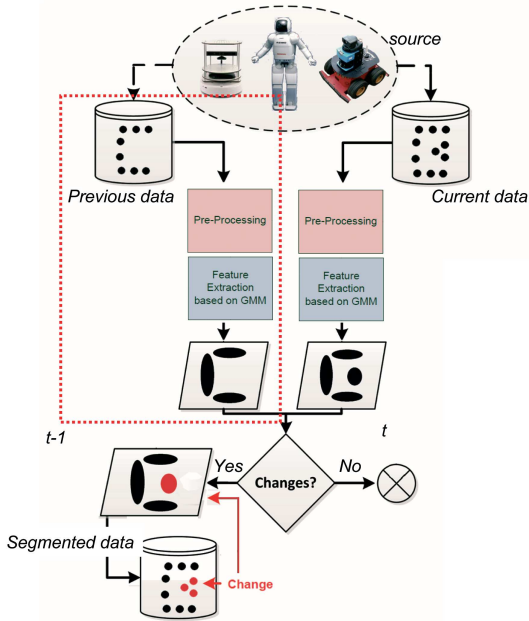 source
Previous data
Current data
Pre-Processing
Pre-Processing
Feature
Extraction
based on GMM
Feature
Extraction
based on GMM
t-1
t
Yes
Changes?
No
Segmented data
Change